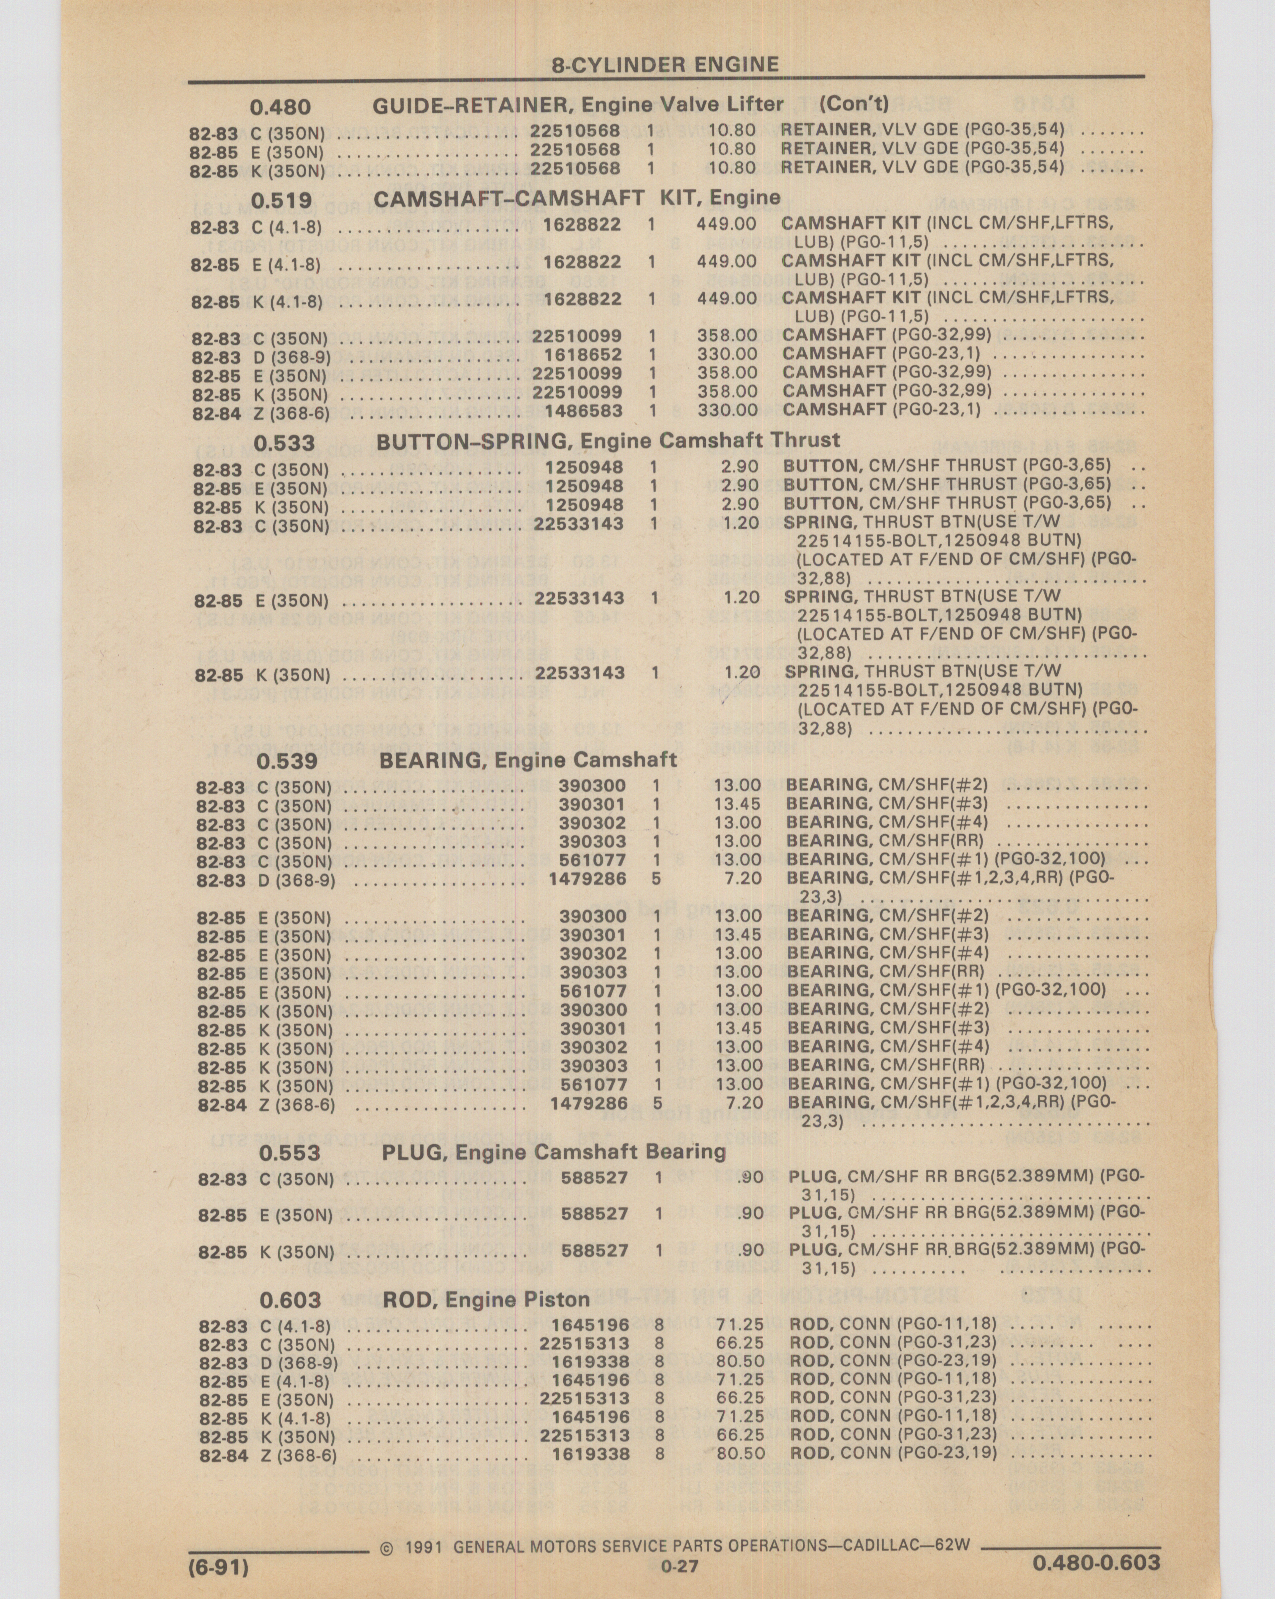 8-CYLINDER ENGINE
0.480 GUIDE–RETAINER, Engine Valve Lifter (Con't)
82-83 C (350N) .................. 22510568 1 10.80 RETAINER, VLV GDE (PGO-35,54) .......
82-85 E (350N) .................. 22510568 1 10.80 RETAINER, VLV GDE (PGO-35,54) .......
82-85 K (350N) .................. 22510568 1 10.80 RETAINER, VLV GDE (PGO-35,54) .......
0.519 CAMSHAFT–CAMSHAFT KIT, Engine
82-83 C (4.1-8) .................. 1628822 1 449.00 CAMSHAFT KIT (INCL CM/SHF,LFTRS,
LUB) (PGO-11,5) ....................
82-85 E (4.1-8) .................. 1628822 1 449.00 CAMSHAFT KIT (INCL CM/SHF,LFTRS,
LUB) (PGO-11,5) ....................
82-85 K (4.1-8) .................. 1628822 1 449.00 CAMSHAFT KIT (INCL CM/SHF,LFTRS,
LUB) (PGO-11,5) ....................
82-83 C (350N) .................. 22510099 1 358.00 CAMSHAFT (PGO-32,99) ..............
82-83 D (368-9) ................. 1618652 1 330.00 CAMSHAFT (PGO-23,1) ...............
82-85 E (350N) .................. 22510099 1 358.00 CAMSHAFT (PGO-32,99) ..............
82-85 K (350N) .................. 22510099 1 358.00 CAMSHAFT (PGO-32,99) ..............
82-84 Z (368-6) ................. 1486583 1 330.00 CAMSHAFT (PGO-23,1) ...............
0.533 BUTTON–SPRING, Engine Camshaft Thrust
82-83 C (350N) .................. 1250948 1 2.90 BUTTON, CM/SHF THRUST (PGO-3,65) ..
82-85 E (350N) .................. 1250948 1 2.90 BUTTON, CM/SHF THRUST (PGO-3,65) ..
82-85 K (350N) .................. 1250948 1 2.90 BUTTON, CM/SHF THRUST (PGO-3,65) ..
82-83 C (350N) .................. 22533143 1 1.20 SPRING, THRUST BTN(USE T/W
22514155-BOLT,1250948 BUTN)
(LOCATED AT F/END OF CM/SHF) (PGO-
32,88) ............................
82-85 E (350N) .................. 22533143 1 1.20 SPRING, THRUST BTN(USE T/W
22514155-BOLT,1250948 BUTN)
(LOCATED AT F/END OF CM/SHF) (PGO-
32,88) ............................
82-85 K (350N) .................. 22533143 1 1.20 SPRING, THRUST BTN(USE T/W
22514155-BOLT,1250948 BUTN)
(LOCATED AT F/END OF CM/SHF) (PGO-
32,88) ............................
0.539 BEARING, Engine Camshaft
82-83 C (350N) .................. 390300 1 13.00 BEARING, CM/SHF(#2) ..............
82-83 C (350N) .................. 390301 1 13.45 BEARING, CM/SHF(#3) ..............
82-83 C (350N) .................. 390302 1 13.00 BEARING, CM/SHF(#4) ..............
82-83 C (350N) .................. 390303 1 13.00 BEARING, CM/SHF(RR) ...............
82-83 C (350N) .................. 561077 1 13.00 BEARING, CM/SHF(#1) (PGO-32,100) ...
82-83 D (368-9) ................. 1479286 5 7.20 BEARING, CM/SHF(#1,2,3,4,RR) (PGO-
23,3) .............................
82-85 E (350N) .................. 390300 1 13.00 BEARING, CM/SHF(#2) ..............
82-85 E (350N) .................. 390301 1 13.45 BEARING, CM/SHF(#3) ..............
82-85 E (350N) .................. 390302 1 13.00 BEARING, CM/SHF(#4) ..............
82-85 E (350N) .................. 390303 1 13.00 BEARING, CM/SHF(RR) ...............
82-85 E (350N) .................. 561077 1 13.00 BEARING, CM/SHF(#1) (PGO-32,100) ...
82-85 K (350N) .................. 390300 1 13.00 BEARING, CM/SHF(#2) ..............
82-85 K (350N) .................. 390301 1 13.45 BEARING, CM/SHF(#3) ..............
82-85 K (350N) .................. 390302 1 13.00 BEARING, CM/SHF(#4) ..............
82-85 K (350N) .................. 390303 1 13.00 BEARING, CM/SHF(RR) ...............
82-85 K (350N) .................. 561077 1 13.00 BEARING, CM/SHF(#1) (PGO-32,100) ...
82-84 Z (368-6) ................. 1479286 5 7.20 BEARING, CM/SHF(#1,2,3,4,RR) (PGO-
23,3) .............................
0.553 PLUG, Engine Camshaft Bearing
82-83 C (350N) .................. 588527 1 .90 PLUG, CM/SHF RR BRG(52.389MM) (PGO-
31,15) ............................
82-85 E (350N) .................. 588527 1 .90 PLUG, CM/SHF RR BRG(52.389MM) (PGO-
31,15) ............................
82-85 K (350N) .................. 588527 1 .90 PLUG, CM/SHF RR BRG(52.389MM) (PGO-
31,15) .......... ...............
0.603 ROD, Engine Piston
82-83 C (4.1-8) .................. 1645196 8 71.25 ROD, CONN (PGO-11,18) ...... ......
82-83 C (350N) .................. 22515313 8 66.25 ROD, CONN (PGO-31,23) ......... ....
82-83 D (368-9) ................. 1619338 8 80.50 ROD, CONN (PGO-23,19) ..............
82-85 E (4.1-8) .................. 1645196 8 71.25 ROD, CONN (PGO-11,18) ..............
82-85 E (350N) .................. 22515313 8 66.25 ROD, CONN (PGO-31,23) ..............
82-85 K (4.1-8) .................. 1645196 8 71.25 ROD, CONN (PGO-11,18) ..............
82-85 K (350N) .................. 22515313 8 66.25 ROD, CONN (PGO-31,23) ..............
82-84 Z (368-6) ................. 1619338 8 80.50 ROD, CONN (PGO-23,19) ..............
© 1991 GENERAL MOTORS SERVICE PARTS OPERATIONS—CADILLAC—62W
(6-91) 0-27 0.480-0.603